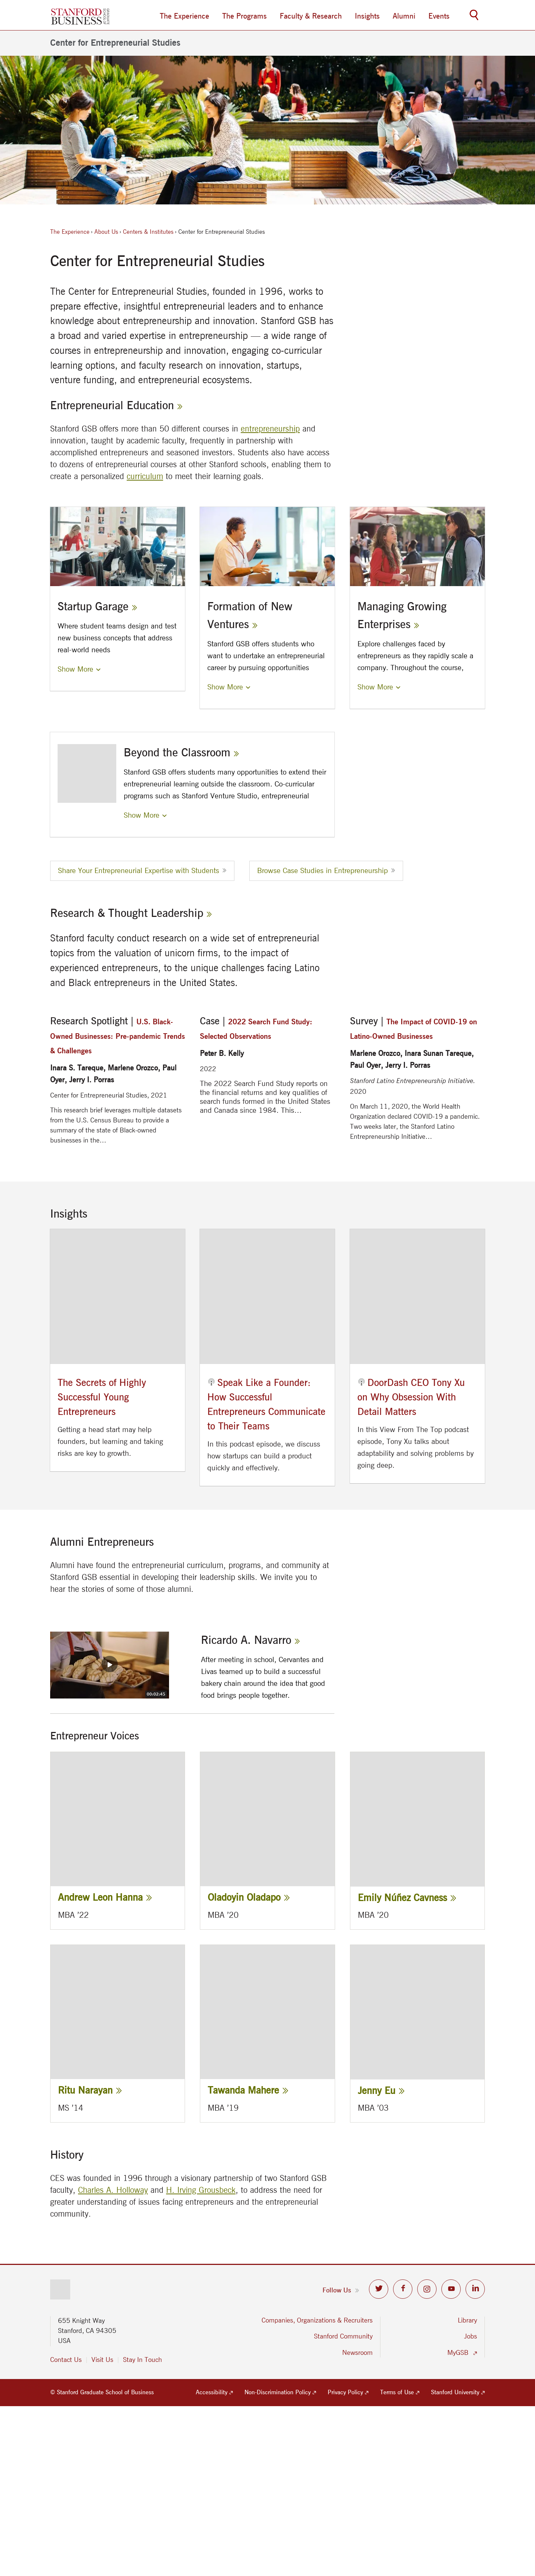 STANFORD BUSINESS
The Experience
The Programs
Faculty & Research
Insights
Alumni
Events
Center for Entrepreneurial Studies
The Experience › About Us › Centers & Institutes › Center for Entrepreneurial Studies
Center for Entrepreneurial Studies
The Center for Entrepreneurial Studies, founded in 1996, works to
prepare effective, insightful entrepreneurial leaders and to enhance
knowledge about entrepreneurship and innovation. Stanford GSB has
a broad and varied expertise in entrepreneurship — a wide range of
courses in entrepreneurship and innovation, engaging co-curricular
learning options, and faculty research on innovation, startups,
venture funding, and entrepreneurial ecosystems.
Entrepreneurial Education »
Stanford GSB offers more than 50 different courses in entrepreneurship and
innovation, taught by academic faculty, frequently in partnership with
accomplished entrepreneurs and seasoned investors. Students also have access
to dozens of entrepreneurial courses at other Stanford schools, enabling them to
create a personalized curriculum to meet their learning goals.
Startup Garage »
Where student teams design and test
new business concepts that address
real-world needs
Show More
Formation of New
Ventures »
Stanford GSB offers students who
want to undertake an entrepreneurial
career by pursuing opportunities
Show More
Managing Growing
Enterprises »
Explore challenges faced by
entrepreneurs as they rapidly scale a
company. Throughout the course,
Show More
Beyond the Classroom »
Stanford GSB offers students many opportunities to extend their
entrepreneurial learning outside the classroom. Co-curricular
programs such as Stanford Venture Studio, entrepreneurial
Show More
Share Your Entrepreneurial Expertise with Students »
Browse Case Studies in Entrepreneurship »
Research & Thought Leadership »
Stanford faculty conduct research on a wide set of entrepreneurial
topics from the valuation of unicorn firms, to the impact of
experienced entrepreneurs, to the unique challenges facing Latino
and Black entrepreneurs in the United States.
Research Spotlight | U.S. Black-
Owned Businesses: Pre-pandemic Trends
& Challenges
Inara S. Tareque, Marlene Orozco, Paul
Oyer, Jerry I. Porras
Center for Entrepreneurial Studies, 2021
This research brief leverages multiple datasets
from the U.S. Census Bureau to provide a
summary of the state of Black-owned
businesses in the…
Case | 2022 Search Fund Study:
Selected Observations
Peter B. Kelly
2022
The 2022 Search Fund Study reports on
the financial returns and key qualities of
search funds formed in the United States
and Canada since 1984. This…
Survey | The Impact of COVID-19 on
Latino-Owned Businesses
Marlene Orozco, Inara Sunan Tareque,
Paul Oyer, Jerry I. Porras
Stanford Latino Entrepreneurship Initiative.
2020
On March 11, 2020, the World Health
Organization declared COVID-19 a pandemic.
Two weeks later, the Stanford Latino
Entrepreneurship Initiative…
Insights
The Secrets of Highly
Successful Young
Entrepreneurs
Getting a head start may help
founders, but learning and taking
risks are key to growth.
Speak Like a Founder:
How Successful
Entrepreneurs Communicate
to Their Teams
In this podcast episode, we discuss
how startups can build a product
quickly and effectively.
DoorDash CEO Tony Xu
on Why Obsession With
Detail Matters
In this View From The Top podcast
episode, Tony Xu talks about
adaptability and solving problems by
going deep.
Alumni Entrepreneurs
Alumni have found the entrepreneurial curriculum, programs, and community at
Stanford GSB essential in developing their leadership skills. We invite you to
hear the stories of some of those alumni.
00:02:45
Ricardo A. Navarro »
After meeting in school, Cervantes and
Livas teamed up to build a successful
bakery chain around the idea that good
food brings people together.
Entrepreneur Voices
Andrew Leon Hanna »
MBA '22
Oladoyin Oladapo »
MBA '20
Emily Núñez Cavness »
MBA '20
Ritu Narayan »
MS '14
Tawanda Mahere »
MBA '19
Jenny Eu »
MBA '03
History
CES was founded in 1996 through a visionary partnership of two Stanford GSB
faculty, Charles A. Holloway and H. Irving Grousbeck, to address the need for
greater understanding of issues facing entrepreneurs and the entrepreneurial
community.
Follow Us »
655 Knight Way
Stanford, CA 94305
USA
Contact Us
Visit Us
Stay In Touch
Companies, Organizations & Recruiters
Stanford Community
Newsroom
Library
Jobs
MyGSB
© Stanford Graduate School of Business
Accessibility
Non-Discrimination Policy
Privacy Policy
Terms of Use
Stanford University